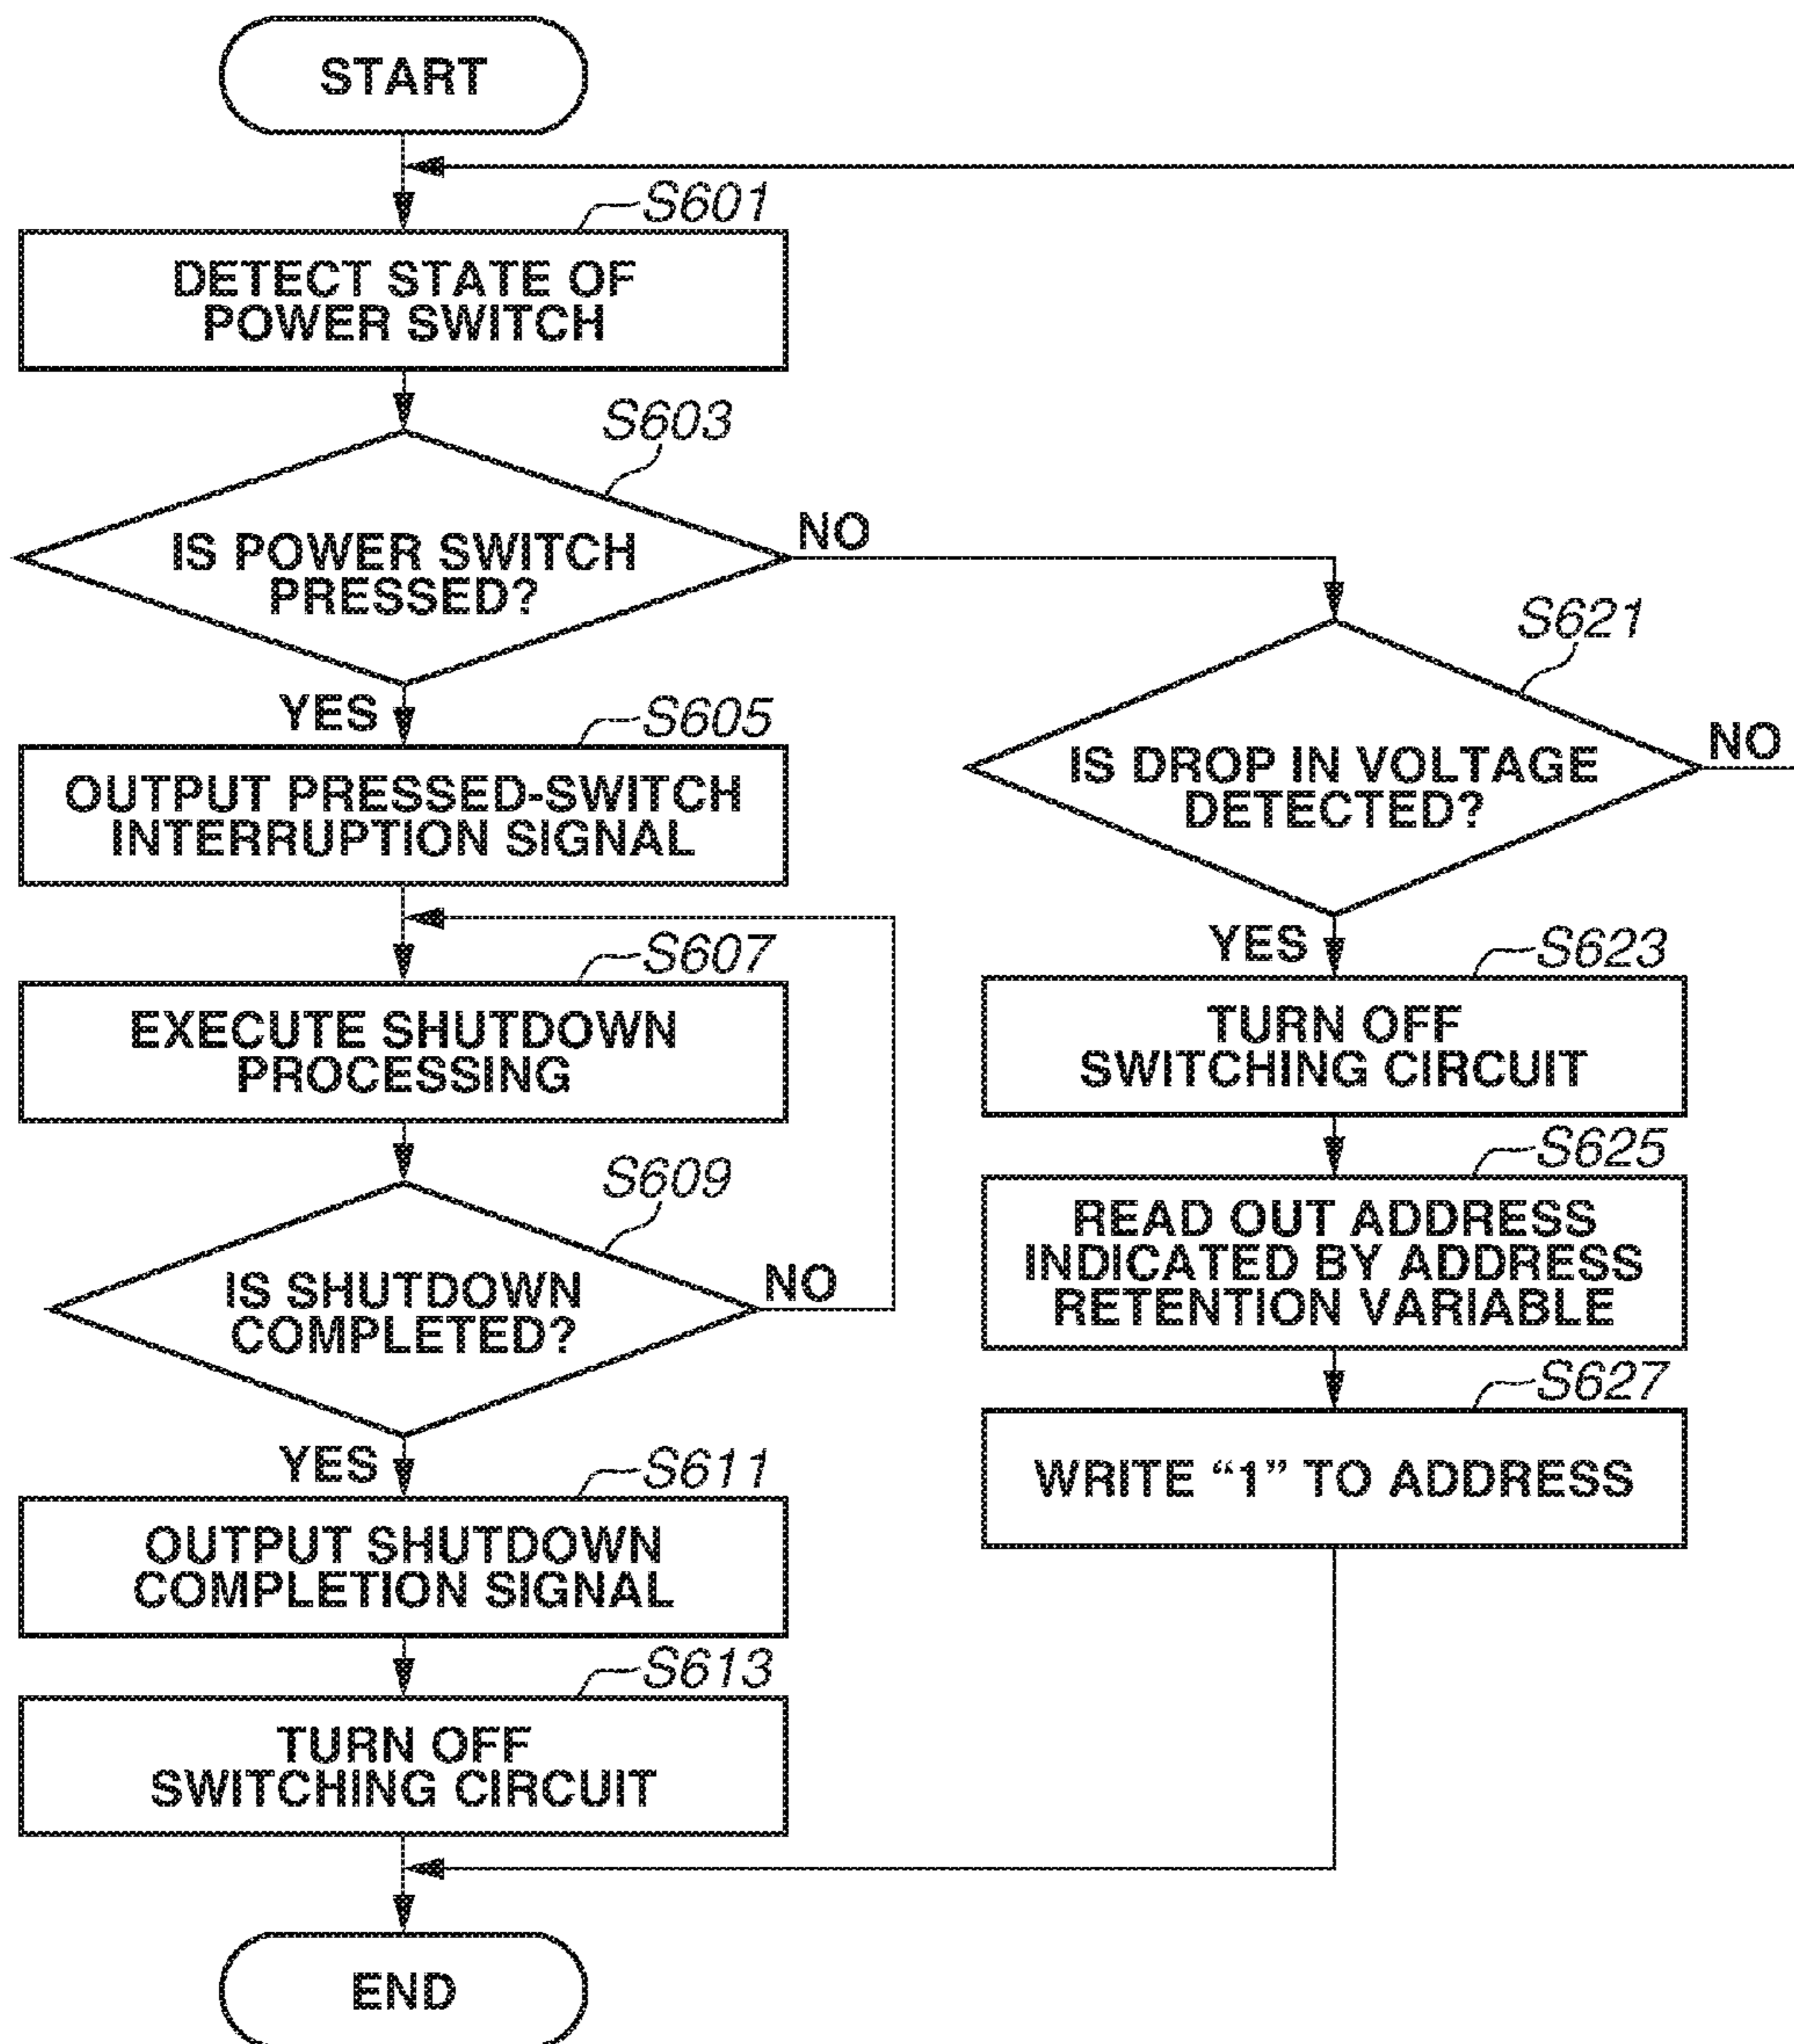 START
S601
DETECT STATE OF
POWER SWITCH
S603
IS POWER SWITCH
PRESSED?
NO
YES
S605
OUTPUT PRESSED-SWITCH
INTERRUPTION SIGNAL
S607
EXECUTE SHUTDOWN
PROCESSING
S609
IS SHUTDOWN
COMPLETED?
NO
YES
S611
OUTPUT SHUTDOWN
COMPLETION SIGNAL
S613
TURN OFF
SWITCHING CIRCUIT
S621
IS DROP IN VOLTAGE
DETECTED?
NO
YES
S623
TURN OFF
SWITCHING CIRCUIT
S625
READ OUT ADDRESS
INDICATED BY ADDRESS
RETENTION VARIABLE
S627
WRITE “1” TO ADDRESS
END